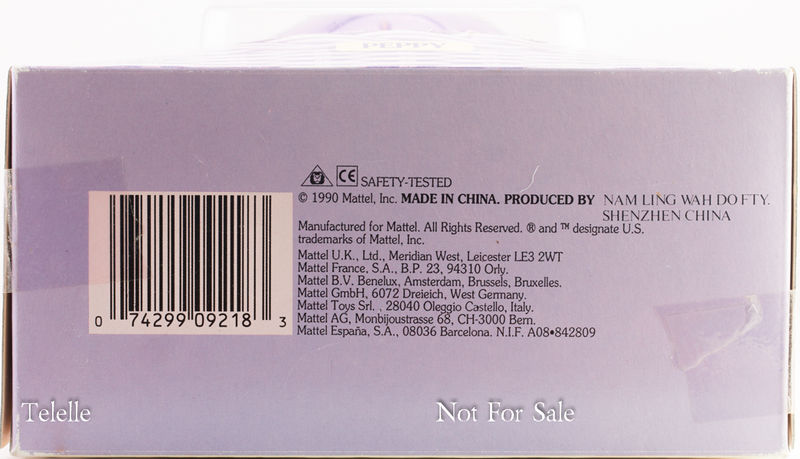 PEPPY
CE SAFETY-TESTED
© 1990 Mattel, Inc. MADE IN CHINA. PRODUCED BY NAM LING WAH DO FTY.
SHENZHEN CHINA
Manufactured for Mattel. All Rights Reserved. ® and ™ designate U.S.
trademarks of Mattel, Inc.
Mattel U.K., Ltd., Meridian West, Leicester LE3 2WT
Mattel France, S.A., B.P. 23, 94310 Orly.
Mattel B.V. Benelux, Amsterdam, Brussels, Bruxelles.
Mattel GmbH, 6072 Dreieich, West Germany.
Mattel Toys Srl., 28040 Oleggio Castello, Italy.
Mattel AG, Monbijoustrasse 68, CH-3000 Bern.
Mattel España, S.A., 08036 Barcelona. N.I.F. A08•842809
0 74299 09218 3
Telelle
Not For Sale